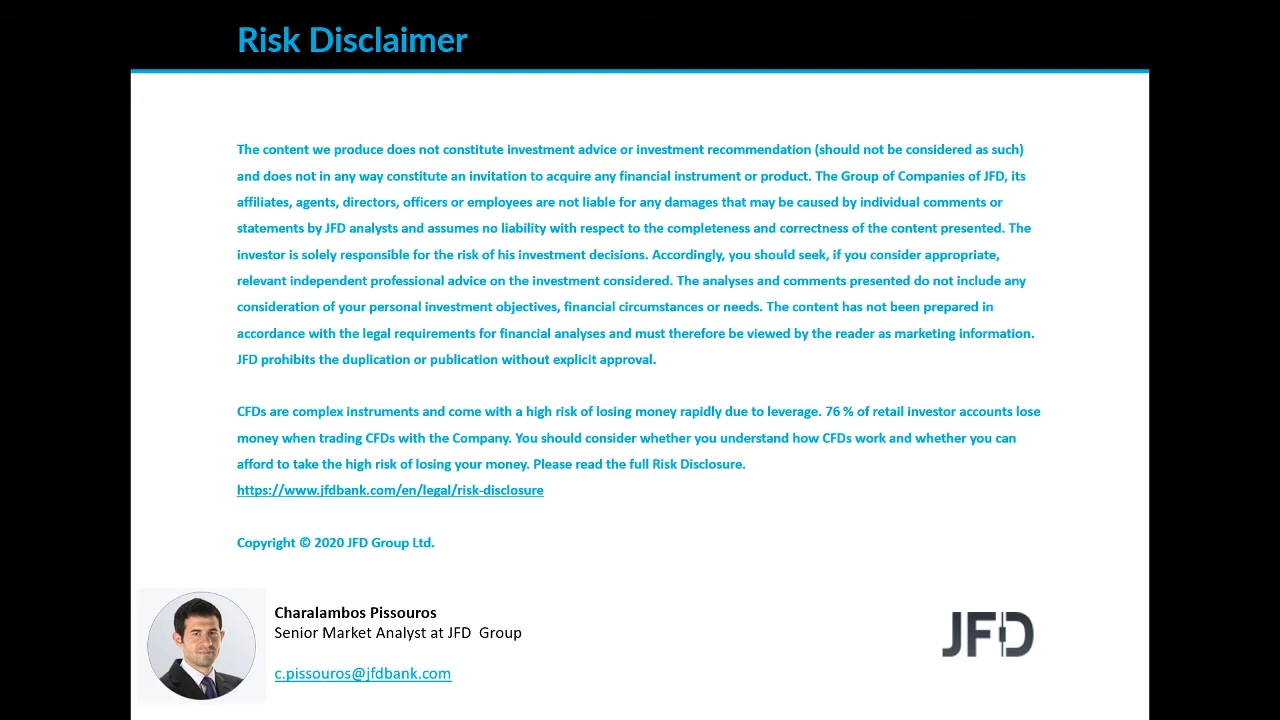 Risk Disclaimer
The content we produce does not constitute investment advice or investment recommendation (should not be considered as such)
and does not in any way constitute an invitation to acquire any financial instrument or product. The Group of Companies of JFD, its
affiliates, agents, directors, officers or employees are not liable for any damages that may be caused by individual comments or
statements by JFD analysts and assumes no liability with respect to the completeness and correctness of the content presented. The
investor is solely responsible for the risk of his investment decisions. Accordingly, you should seek, if you consider appropriate,
relevant independent professional advice on the investment considered. The analyses and comments presented do not include any
consideration of your personal investment objectives, financial circumstances or needs. The content has not been prepared in
accordance with the legal requirements for financial analyses and must therefore be viewed by the reader as marketing information.
JFD prohibits the duplication or publication without explicit approval.
CFDs are complex instruments and come with a high risk of losing money rapidly due to leverage. 76 % of retail investor accounts lose
money when trading CFDs with the Company. You should consider whether you understand how CFDs work and whether you can
afford to take the high risk of losing your money. Please read the full Risk Disclosure.
https://www.jfdbank.com/en/legal/risk-disclosure
Copyright © 2020 JFD Group Ltd.
Charalambos Pissouros
Senior Market Analyst at JFD Group
c.pissouros@jfdbank.com
JFD